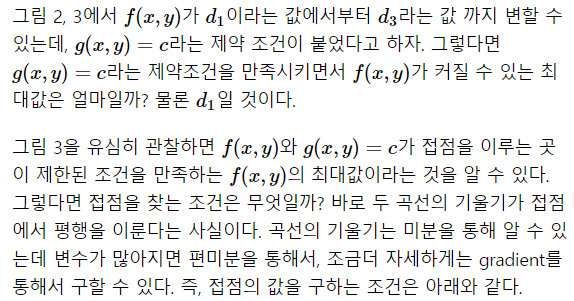 그림 2, 3에서 f(x, y)가 d₁이라는 값에서부터 d₃라는 값 까지 변할 수
있는데, g(x, y) = c라는 제약 조건이 붙었다고 하자. 그렇다면
g(x, y) = c라는 제약조건을 만족시키면서 f(x, y)가 커질 수 있는 최
대값은 얼마일까? 물론 d₁일 것이다.
그림 3을 유심히 관찰하면 f(x, y)와 g(x, y) = c가 접점을 이루는 곳
이 제한된 조건을 만족하는 f(x, y)의 최대값이라는 것을 알 수 있다.
그렇다면 접점을 찾는 조건은 무엇일까? 바로 두 곡선의 기울기가 접점
에서 평행을 이룬다는 사실이다. 곡선의 기울기는 미분을 통해 알 수 있
는데 변수가 많아지면 편미분을 통해서, 조금더 자세하게는 gradient를
통해서 구할 수 있다. 즉, 접점의 값을 구하는 조건은 아래와 같다.